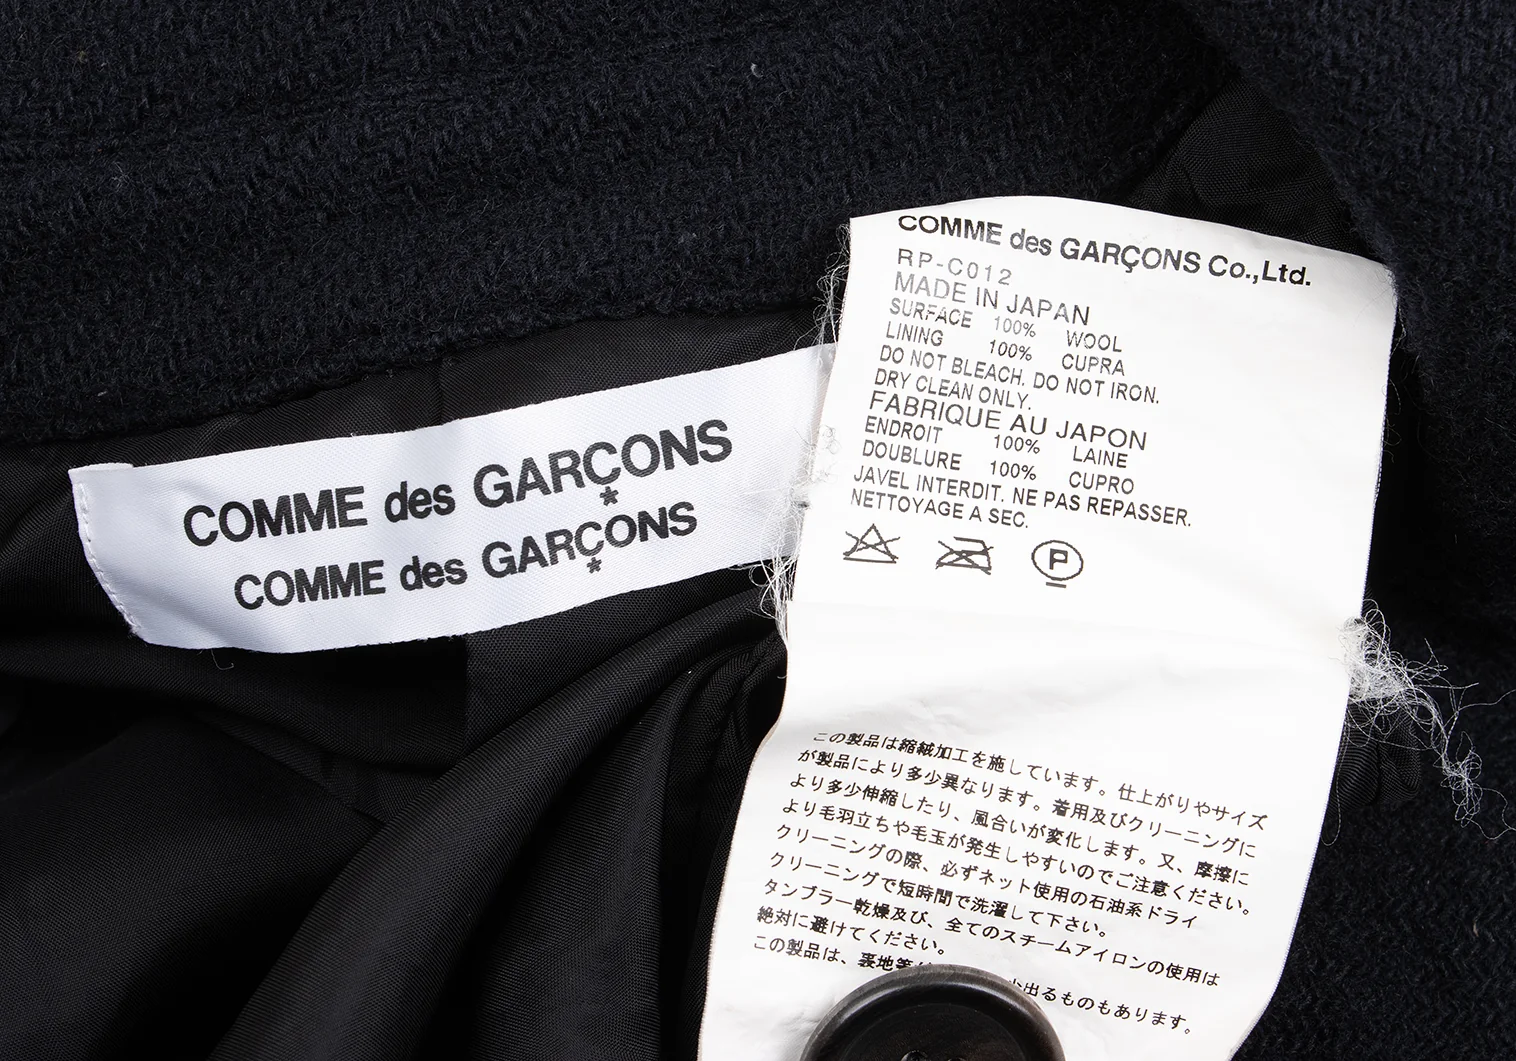 COMME des GARÇONS
COMME des GARÇONS
COMME des GARÇONS Co.,Ltd.
RP-C012
MADE IN JAPAN
SURFACE 100% WOOL
LINING 100% CUPRA
DO NOT BLEACH. DO NOT IRON.
DRY CLEAN ONLY.
FABRIQUE AU JAPON
ENDROIT 100% LAINE
DOUBLURE 100% CUPRO
JAVEL INTERDIT. NE PAS REPASSER.
NETTOYAGE A SEC.
P
この製品は縮絨加工を施しています。仕上がりやサイズ
が製品により多少異なります。着用及びクリーニングに
より多少伸縮したり、風合いが変化します。又、摩擦に
より毛羽立ちや毛玉が発生しやすいのでご注意ください。
クリーニングの際、必ずネット使用の石油系ドライ
クリーニングで短時間で洗濯して下さい。
タンブラー乾燥及び、全てのスチームアイロンの使用は
絶対に避けてください。
この製品は、裏地等 出るものもあります。